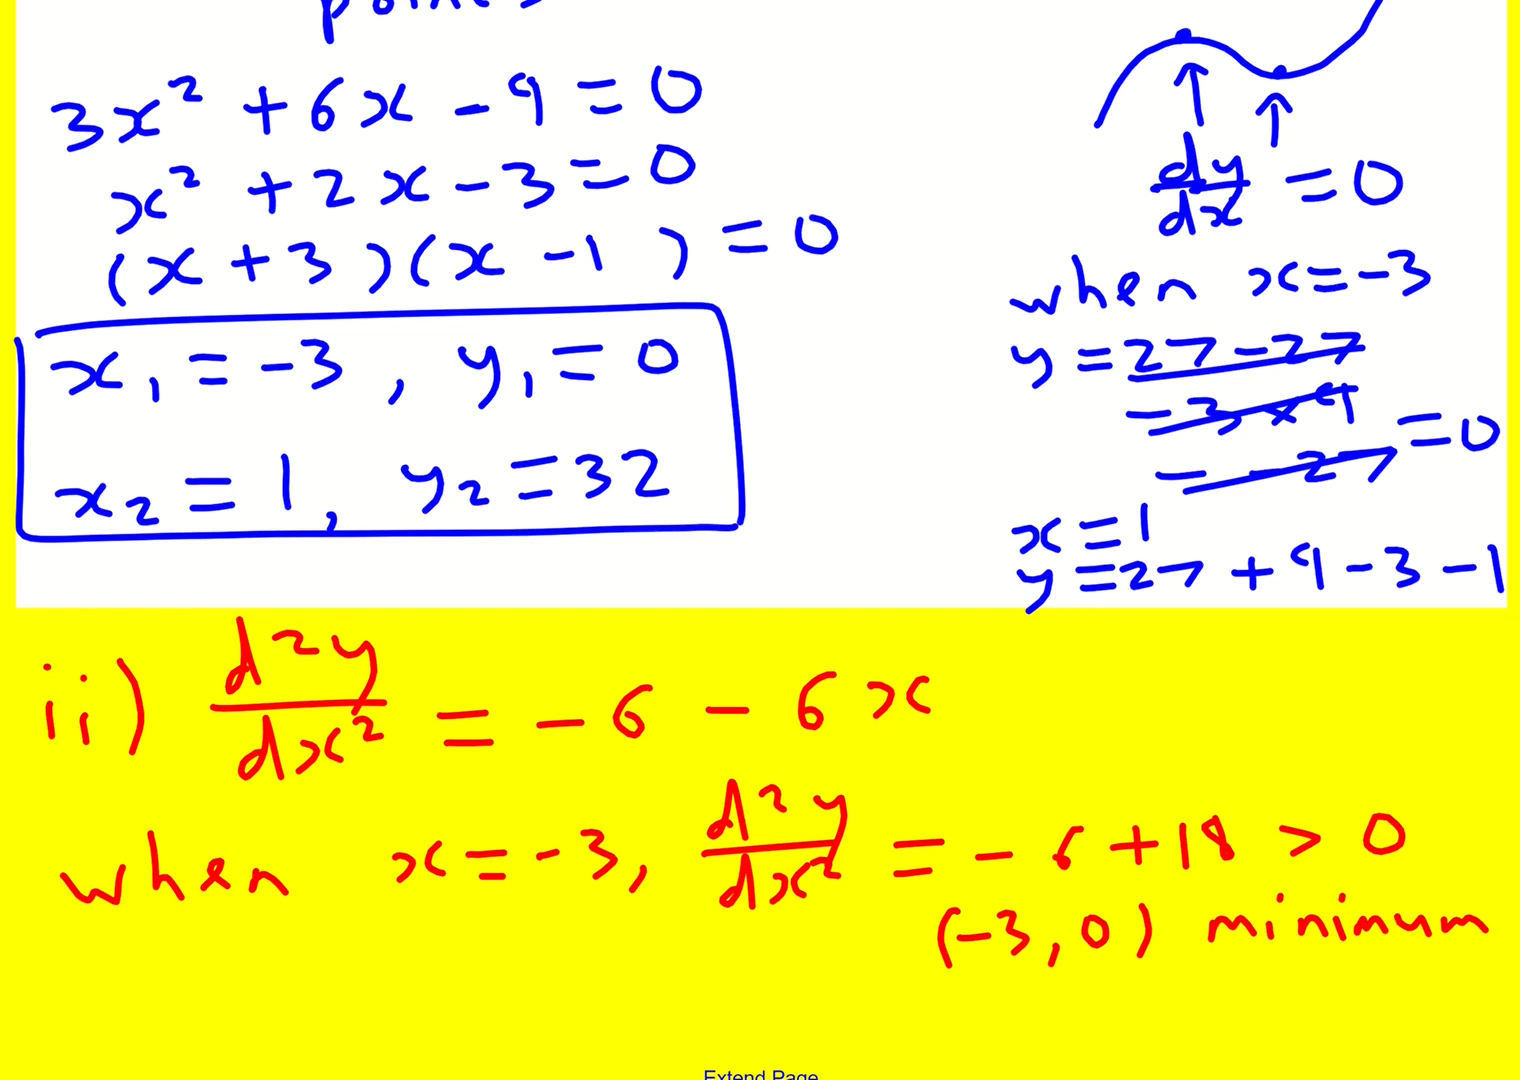 points
3x² + 6x - 9 = 0
x² + 2x - 3 = 0
(x + 3)(x - 1) = 0
x₁ = -3, y₁ = 0
x₂ = 1, y₂ = 32
dy/dx = 0
when x = -3
y = 27 - 27
- 3 x 9
- - 27 = 0
x = 1
y = 27 + 9 - 3 - 1
ii) d²y/dx² = - 6 - 6x
when x = -3, d²y/dx² = - 6 + 18 > 0
(-3, 0) minimum
Extend Page